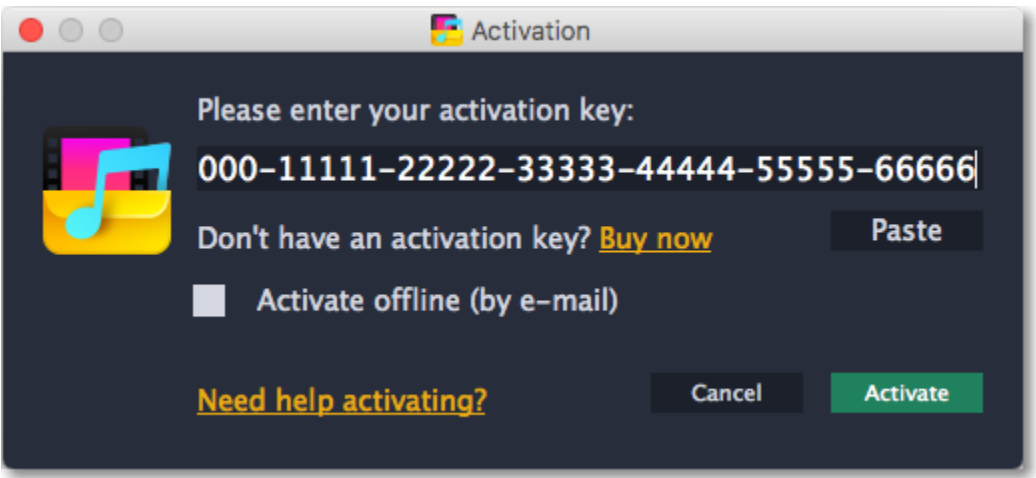 Activation
Please enter your activation key:
000-11111-22222-33333-44444-55555-66666
Don't have an activation key? Buy now
Paste
Activate offline (by e-mail)
Need help activating?
Cancel
Activate